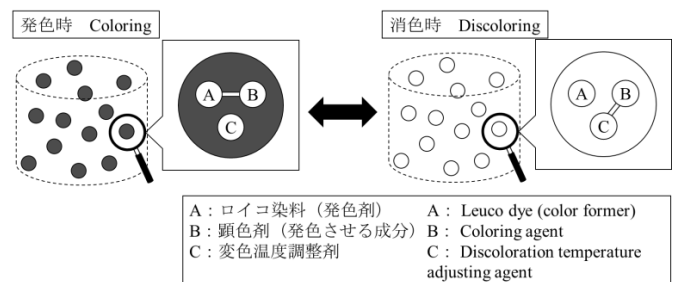 発色時 Coloring
消色時 Discoloring
A B
C
A B
C
A：ロイコ染料（発色剤） A： Leuco dye (color former)
B：顕色剤（発色させる成分） B： Coloring agent
C：変色温度調整剤 C： Discoloration temperature
adjusting agent